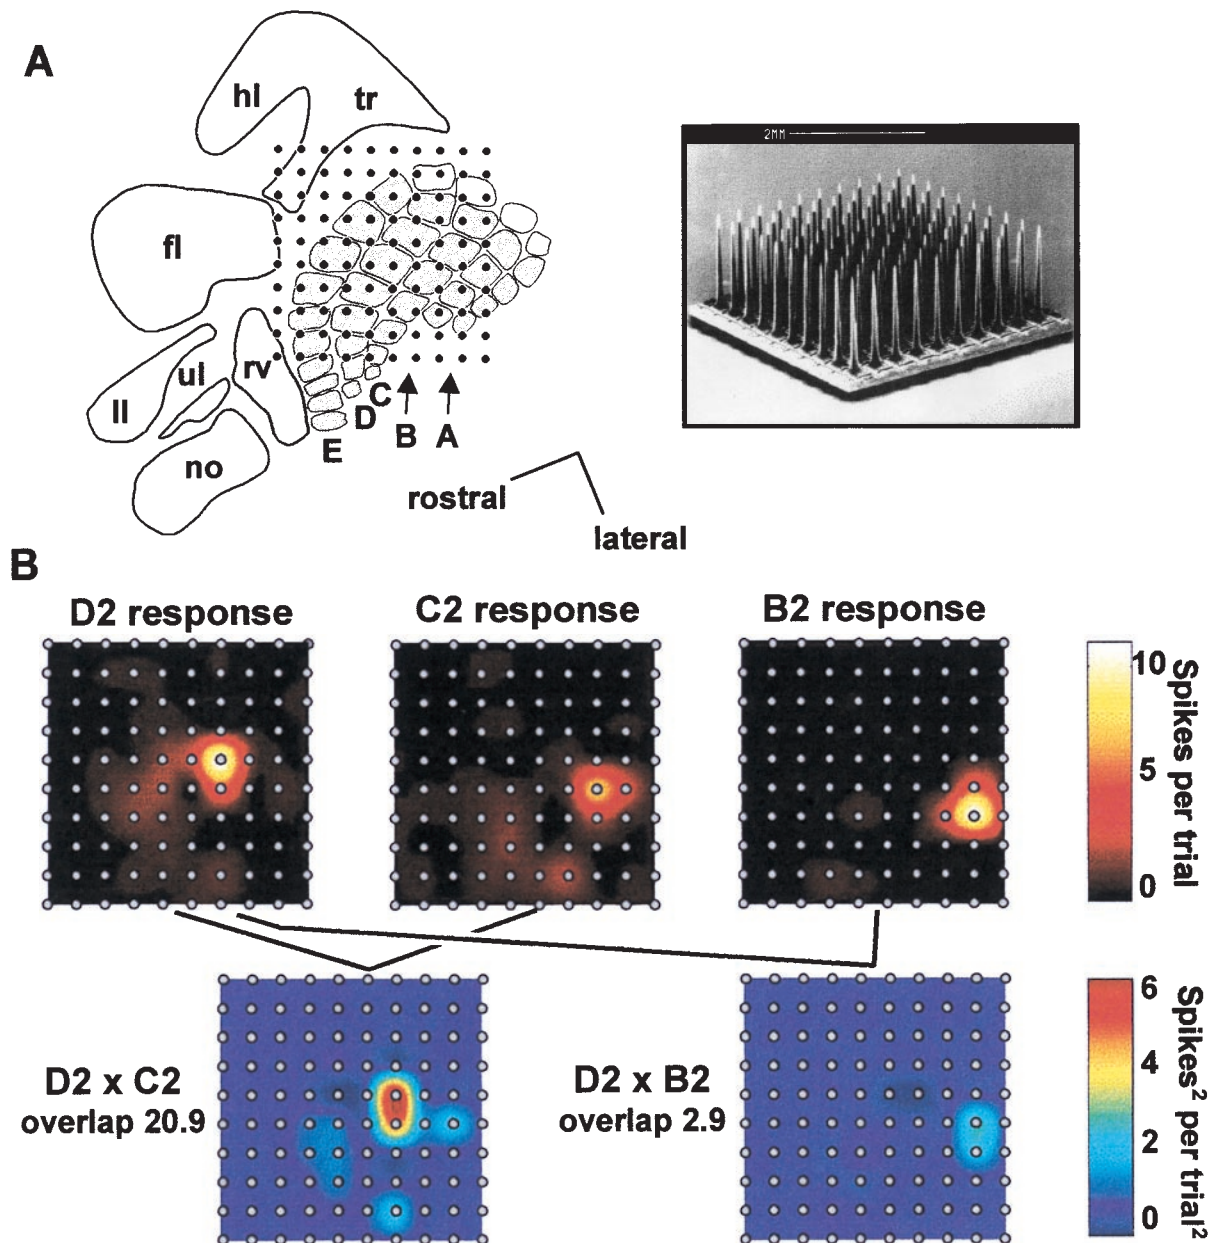 A
hl
tr
fl
ul
rv
ll
no
E
D
C
B
A
rostral
lateral
2MM
B
D2 response
C2 response
B2 response
10
5
0
Spikes per trial
D2 x C2
overlap 20.9
D2 x B2
overlap 2.9
6
4
2
0
Spikes² per trial²